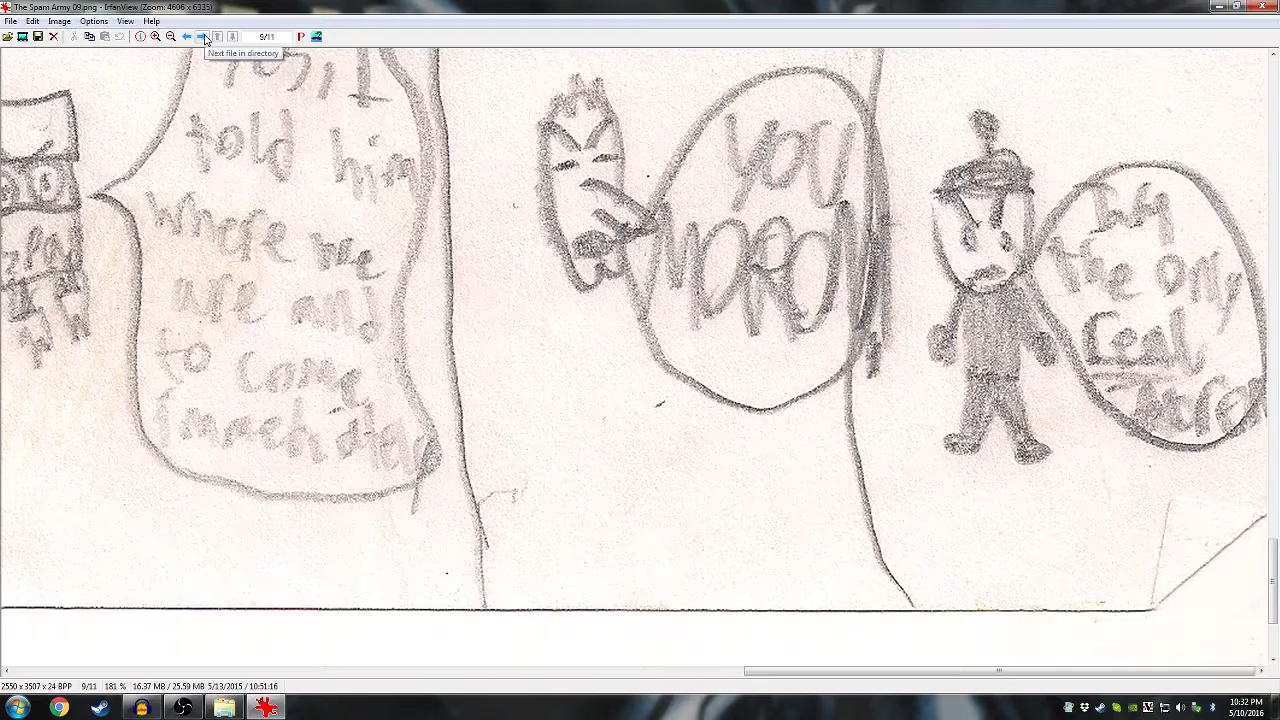 The Spam Army 09.png - IrfanView (Zoom: 4606 x 6335)
File Edit Image Options View Help
9/11
Next file in directory
Yes, I
told him
where we
are and
to come
YOU
MORON
the only
real
moron
2550 x 3507 x 24 BPP 9/11 181 % 16.37 MB / 25.59 MB 5/13/2015 / 10:51:16
10:32 PM
5/10/2016